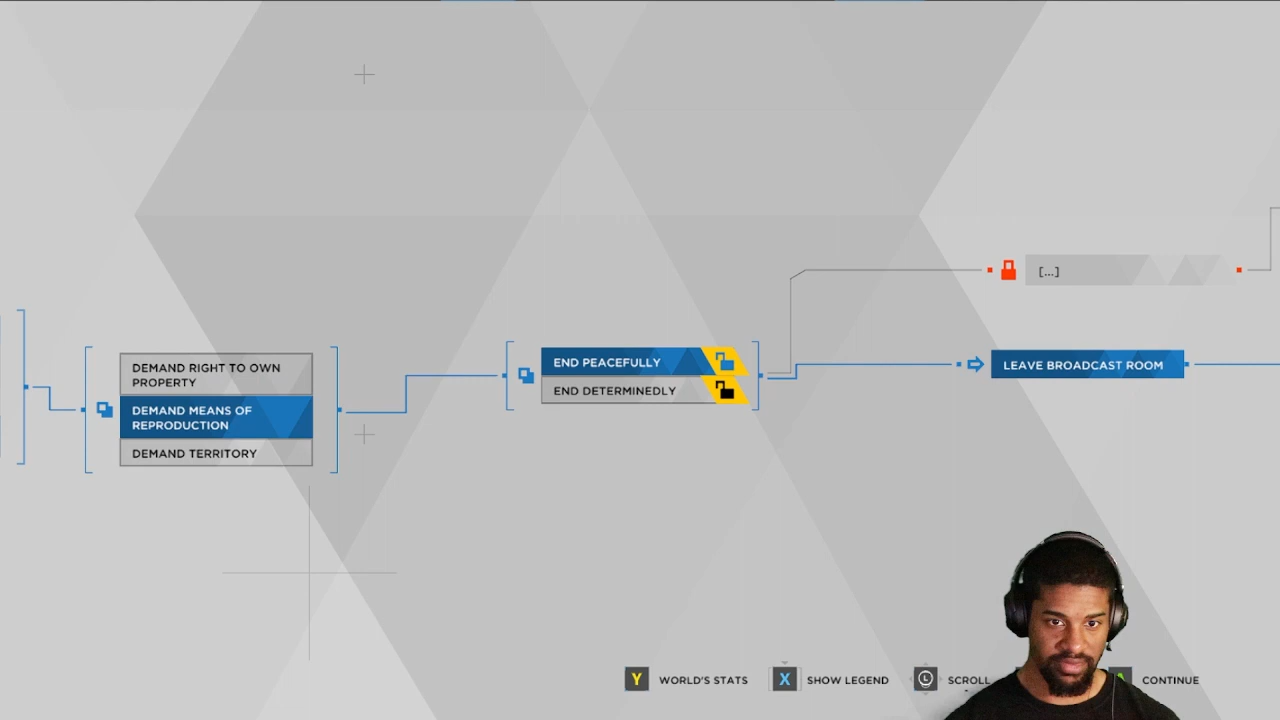 [...]
DEMAND RIGHT TO OWN
PROPERTY
DEMAND MEANS OF
REPRODUCTION
DEMAND TERRITORY
END PEACEFULLY
END DETERMINEDLY
LEAVE BROADCAST ROOM
Y WORLD'S STATS
X SHOW LEGEND
L SCROLL
A CONTINUE